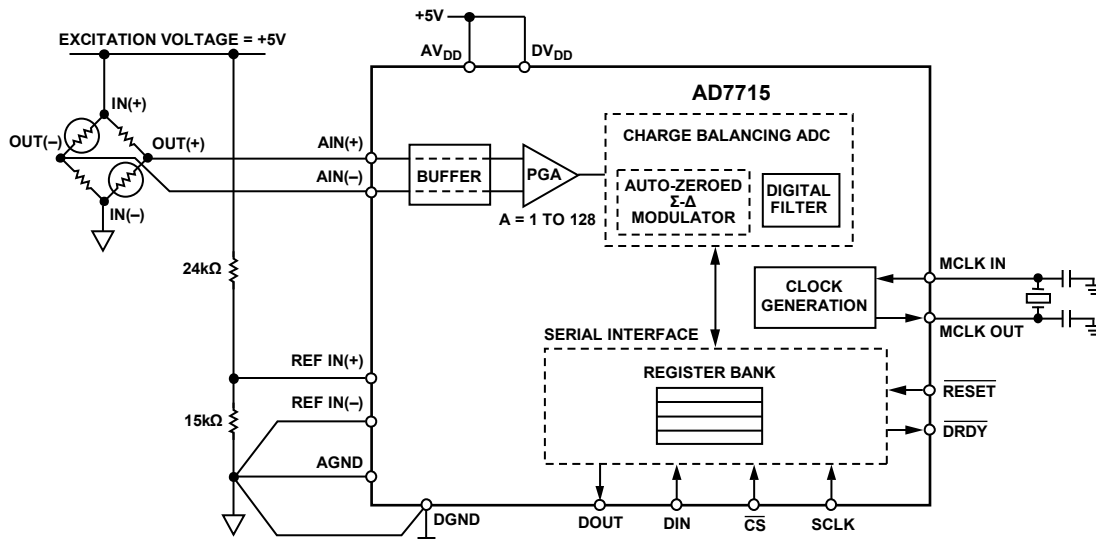 +5V
EXCITATION VOLTAGE = +5V
AVDD
DVDD
AD7715
IN(+)
OUT(–)
OUT(+)
IN(–)
AIN(+)
AIN(–)
BUFFER
PGA
A = 1 TO 128
CHARGE BALANCING ADC
AUTO-ZEROED
Σ-Δ
MODULATOR
DIGITAL
FILTER
24kΩ
CLOCK
GENERATION
MCLK IN
MCLK OUT
SERIAL INTERFACE
REGISTER BANK
REF IN(+)
REF IN(–)
15kΩ
AGND
RESET
DRDY
DGND
DOUT
DIN
CS
SCLK